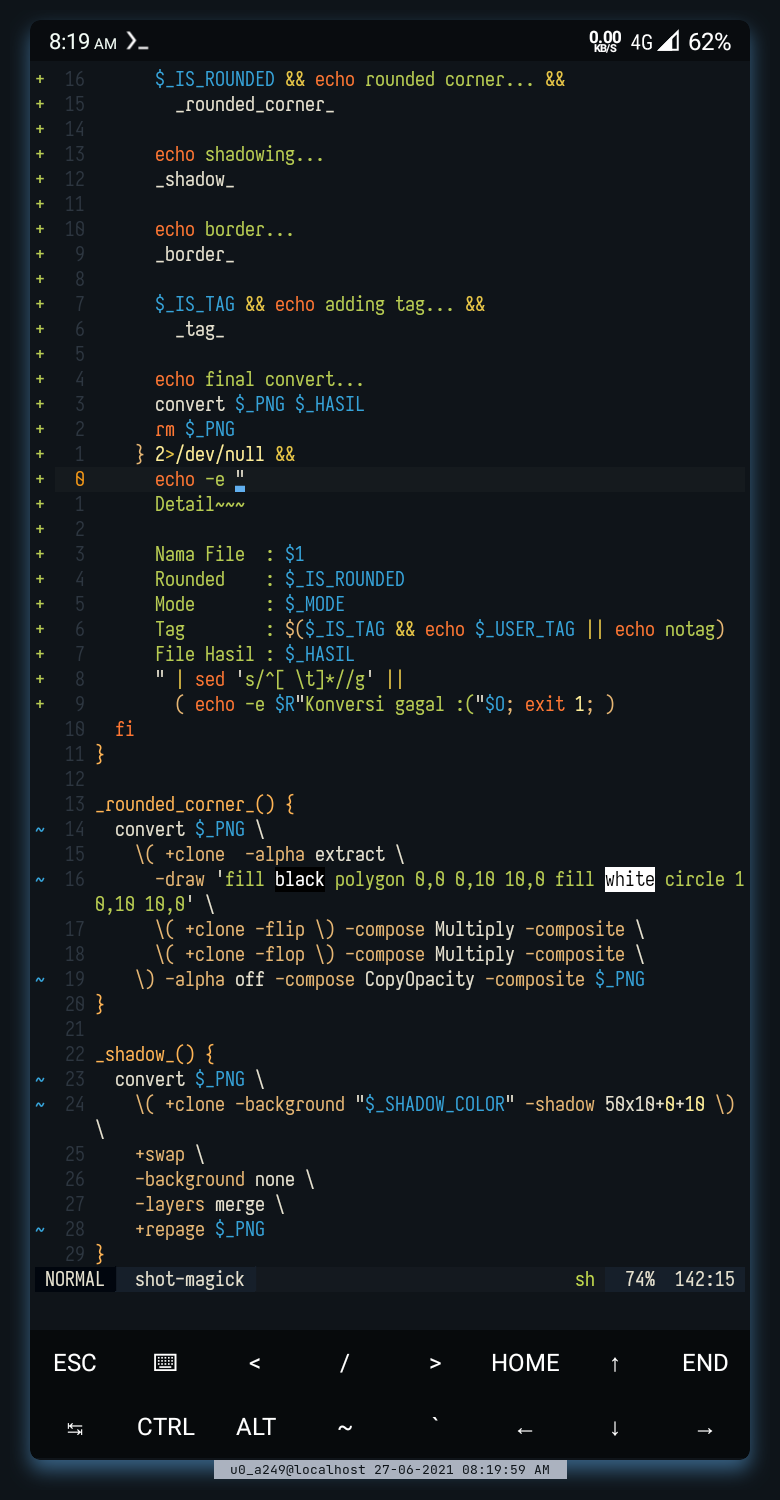 8:19 AM >_ 0.00 KB/S 4G 62%
+ 16 $_IS_ROUNDED && echo rounded corner... &&
+ 15 _rounded_corner_
+ 14
+ 13 echo shadowing...
+ 12 _shadow_
+ 11
+ 10 echo border...
+ 9 _border_
+ 8
+ 7 $_IS_TAG && echo adding tag... &&
+ 6 _tag_
+ 5
+ 4 echo final convert...
+ 3 convert $_PNG $_HASIL
+ 2 rm $_PNG
+ 1 } 2>/dev/null &&
+ 0 echo -e "
+ 1 Detail~~~
+ 2
+ 3 Nama File : $1
+ 4 Rounded : $_IS_ROUNDED
+ 5 Mode : $_MODE
+ 6 Tag : $($_IS_TAG && echo $_USER_TAG || echo notag)
+ 7 File Hasil : $_HASIL
+ 8 " | sed 's/^[ \t]*//g' ||
+ 9 ( echo -e $R"Konversi gagal :("$O; exit 1; )
10 fi
11 }
12
13 _rounded_corner_() {
~ 14 convert $_PNG \
15 \( +clone  -alpha extract \
~ 16 -draw 'fill black polygon 0,0 0,10 10,0 fill white circle 1
0,10 10,0' \
17 \( +clone -flip \) -compose Multiply -composite \
18 \( +clone -flop \) -compose Multiply -composite \
~ 19 \) -alpha off -compose CopyOpacity -composite $_PNG
20 }
21
22 _shadow_() {
~ 23 convert $_PNG \
~ 24 \( +clone -background "$_SHADOW_COLOR" -shadow 50x10+0+10 \)
\
25 +swap \
26 -background none \
27 -layers merge \
~ 28 +repage $_PNG
29 }
NORMAL shot-magick sh 74% 142:15
ESC < / > HOME ↑ END
↹ CTRL ALT ~ ` ← ↓ →
u0_a249@localhost 27-06-2021 08:19:59 AM